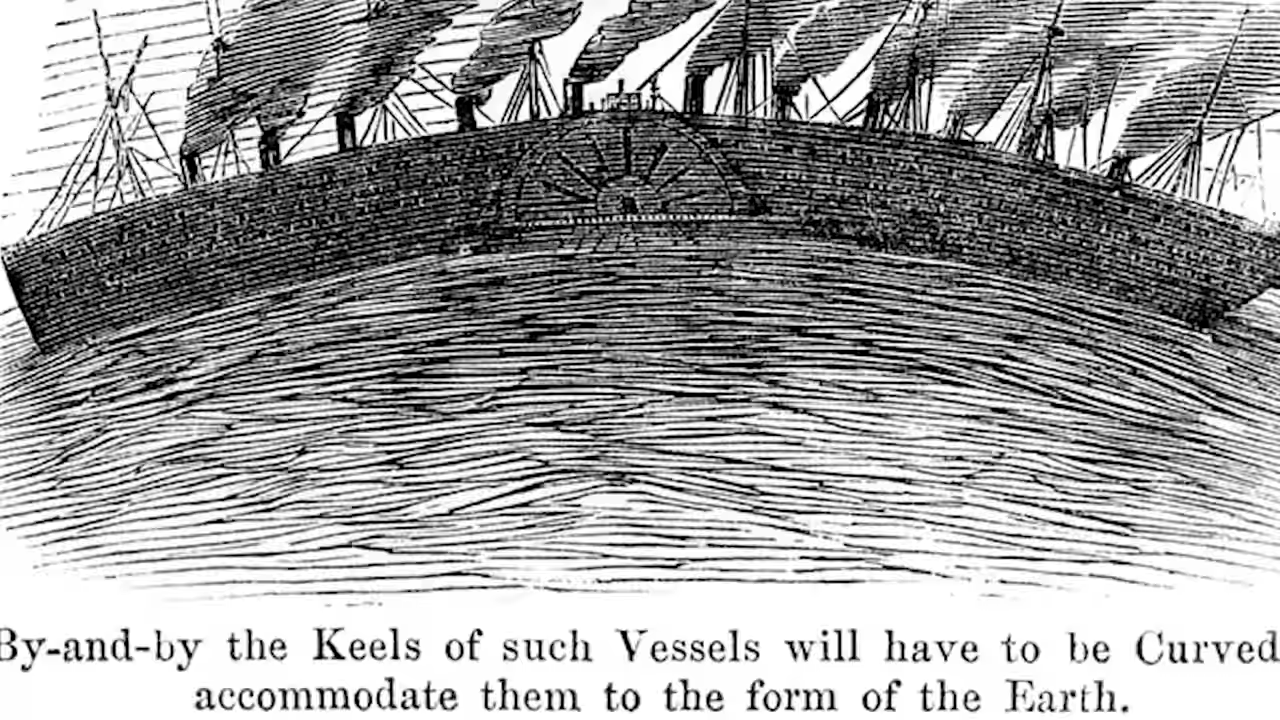 By-and-by the Keels of such Vessels will have to be Curved
accommodate them to the form of the Earth.